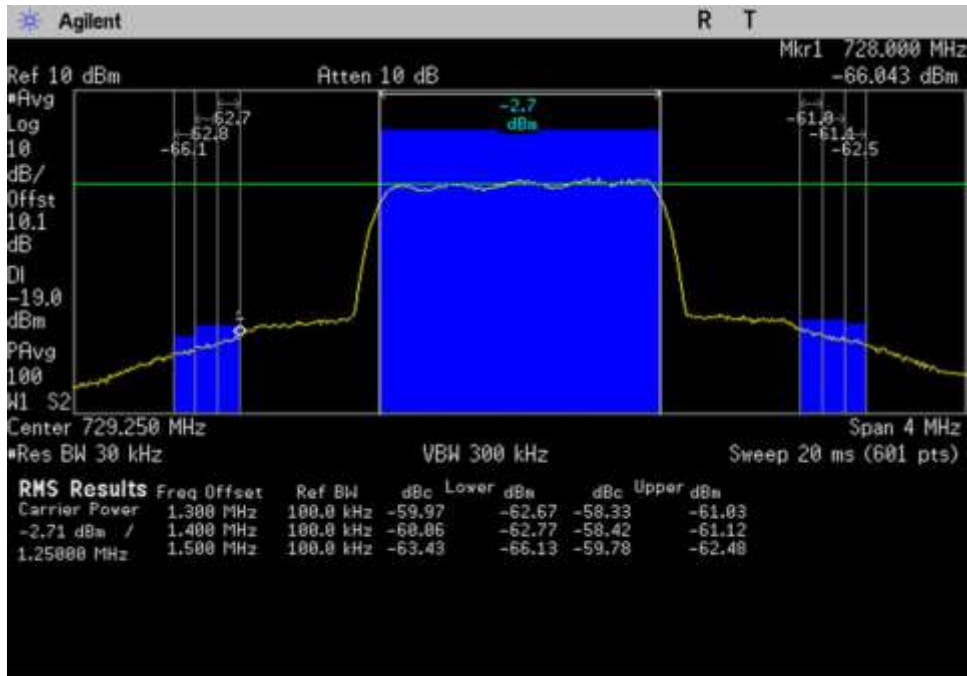 Agilent R T
Mkr1 728.000 MHz
Ref 10 dBm Atten 10 dB -66.043 dBm
#Avg
Log
10
dB/
Offst
10.1
dB
DI
-19.0
dBm
PAvg
100
W1 S2
-2.7
dBm
-62.7
-62.8
-66.1
-61.0
-61.1
-62.5
1
Center 729.250 MHz Span 4 MHz
#Res BW 30 kHz VBW 300 kHz Sweep 20 ms (601 pts)
RMS Results Freq Offset Ref BW dBc Lower dBm dBc Upper dBm
Carrier Power 1.300 MHz 100.0 kHz -59.97 -62.67 -58.33 -61.03
-2.71 dBm / 1.400 MHz 100.0 kHz -60.06 -62.77 -58.42 -61.12
1.25000 MHz 1.500 MHz 100.0 kHz -63.43 -66.13 -59.78 -62.48